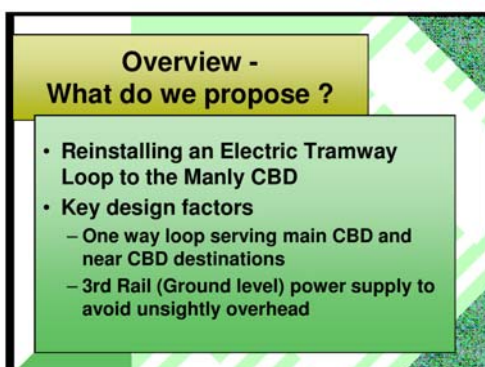 Overview -
What do we propose ?
• Reinstalling an Electric Tramway
Loop to the Manly CBD
• Key design factors
– One way loop serving main CBD and
near CBD destinations
– 3rd Rail (Ground level) power supply to
avoid unsightly overhead